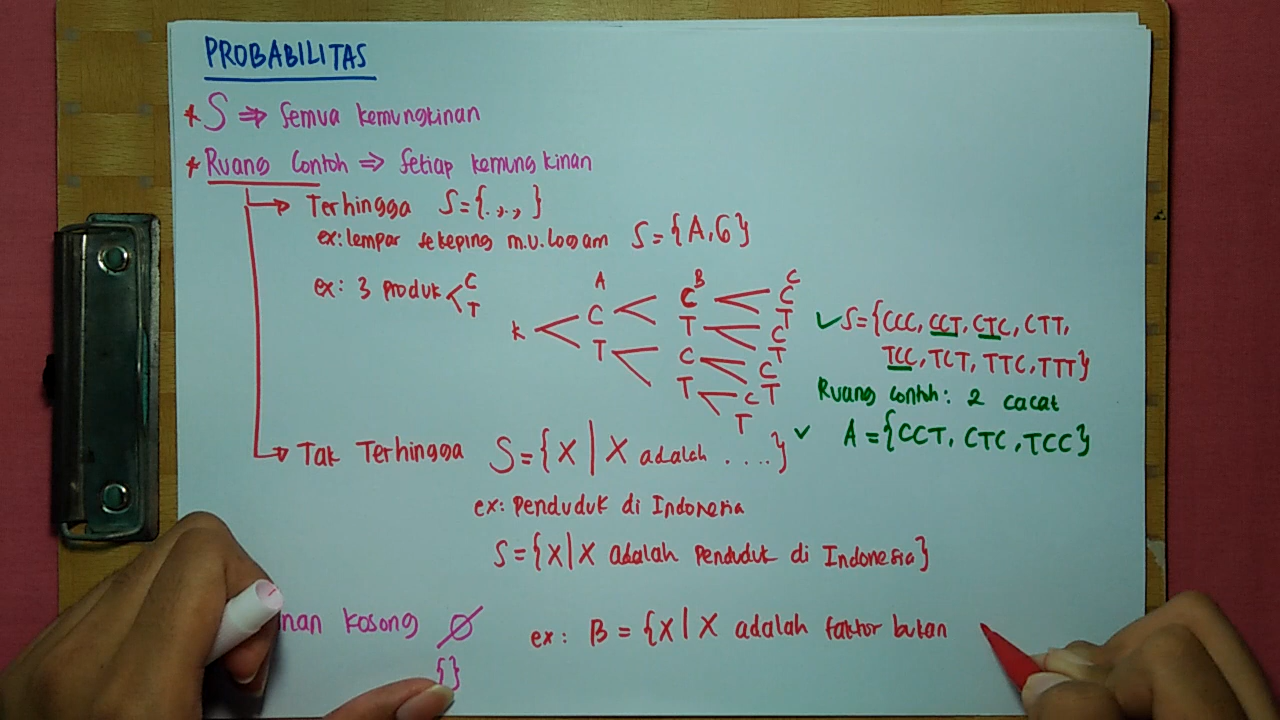 PROBABILITAS
* S ⇒ Semua kemungkinan
* Ruang Contoh ⇒ Setiap kemungkinan
→ Terhingga S={.,.,}
ex: lempar sekeping m.u.logam S={A,G}
ex: 3 Produk < C T
A B C
K < C T
C < C T
T < C T
C < C T
T < C T
C < C T
T < C T
✓ S={CCC, CCT, CTC, CTT,
TCC, TCT, TTC, TTT}
Ruang contoh: 2 cacat
✓ A={CCT, CTC, TCC}
→ Tak Terhingga S={X|X adalah ....}
ex: Penduduk di Indonesia
S={X|X adalah Penduduk di Indonesia}
nan kosong ∅
{}
ex: B = {X|X adalah faktor bukan